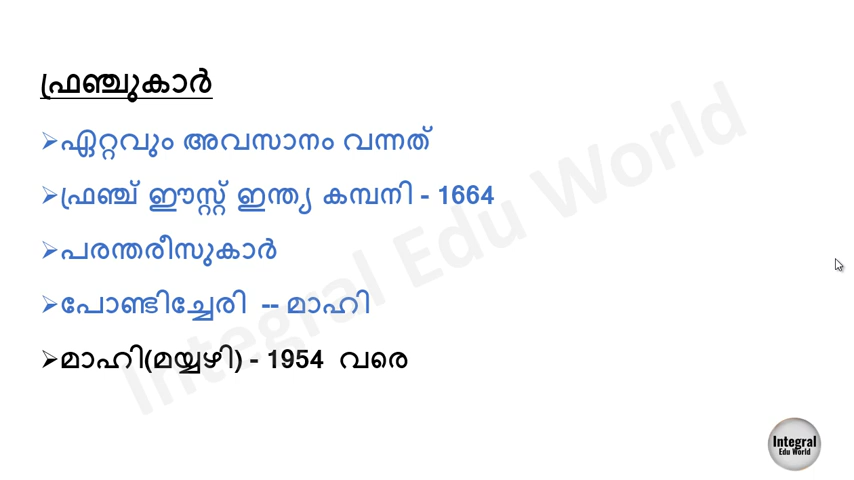 ഫ്രഞ്ചുകാർ
➢ഏറ്റവും അവസാനം വന്നത്
➢ഫ്രഞ്ച് ഈസ്റ്റ് ഇന്ത്യ കമ്പനി - 1664
➢പരന്തരീസുകാർ
➢പോണ്ടിച്ചേരി -- മാഹി
➢മാഹി(മയ്യഴി) - 1954 വരെ
Integral Edu World
Integral
Edu World